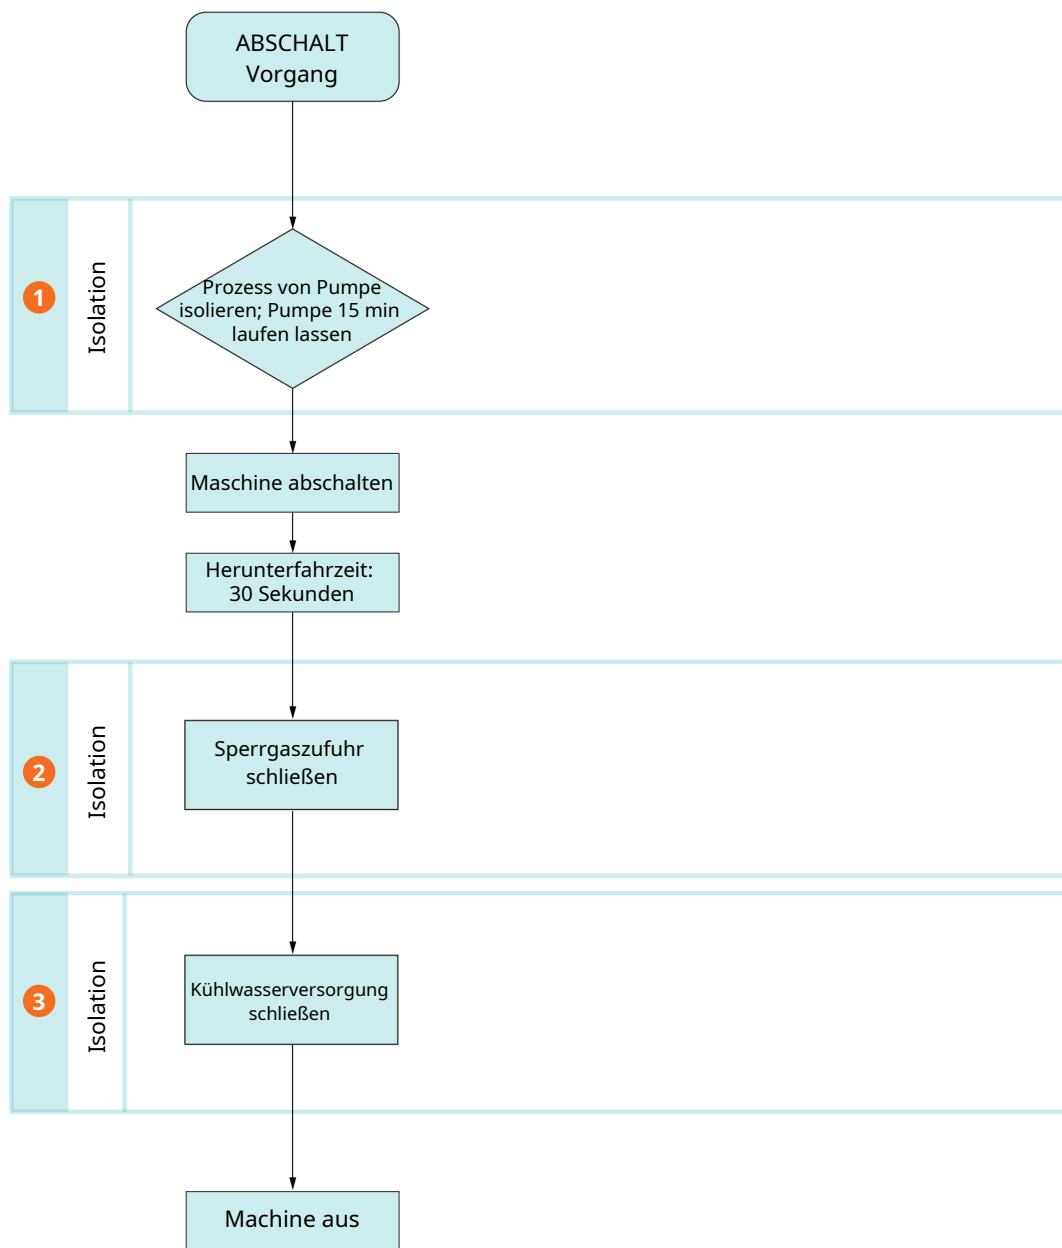 ABSCHALT
Vorgang
1
Isolation
Prozess von Pumpe
isolieren; Pumpe 15 min
laufen lassen
Maschine abschalten
Herunterfahrzeit:
30 Sekunden
2
Isolation
Sperrgaszufuhr
schließen
3
Isolation
Kühlwasserversorgung
schließen
Machine aus